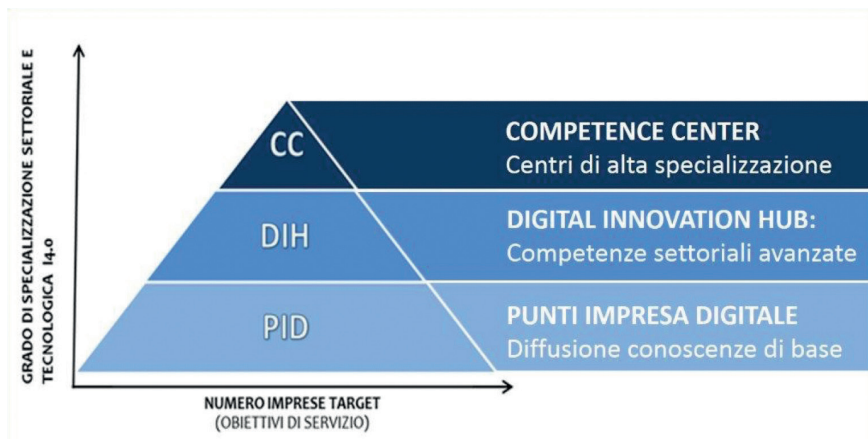 GRADO DI SPECIALIZZAZIONE SETTORIALE E
TECNOLOGICA I4.0
CC
COMPETENCE CENTER
Centri di alta specializzazione
DIH
DIGITAL INNOVATION HUB:
Competenze settoriali avanzate
PID
PUNTI IMPRESA DIGITALE
Diffusione conoscenze di base
NUMERO IMPRESE TARGET
(OBIETTIVI DI SERVIZIO)